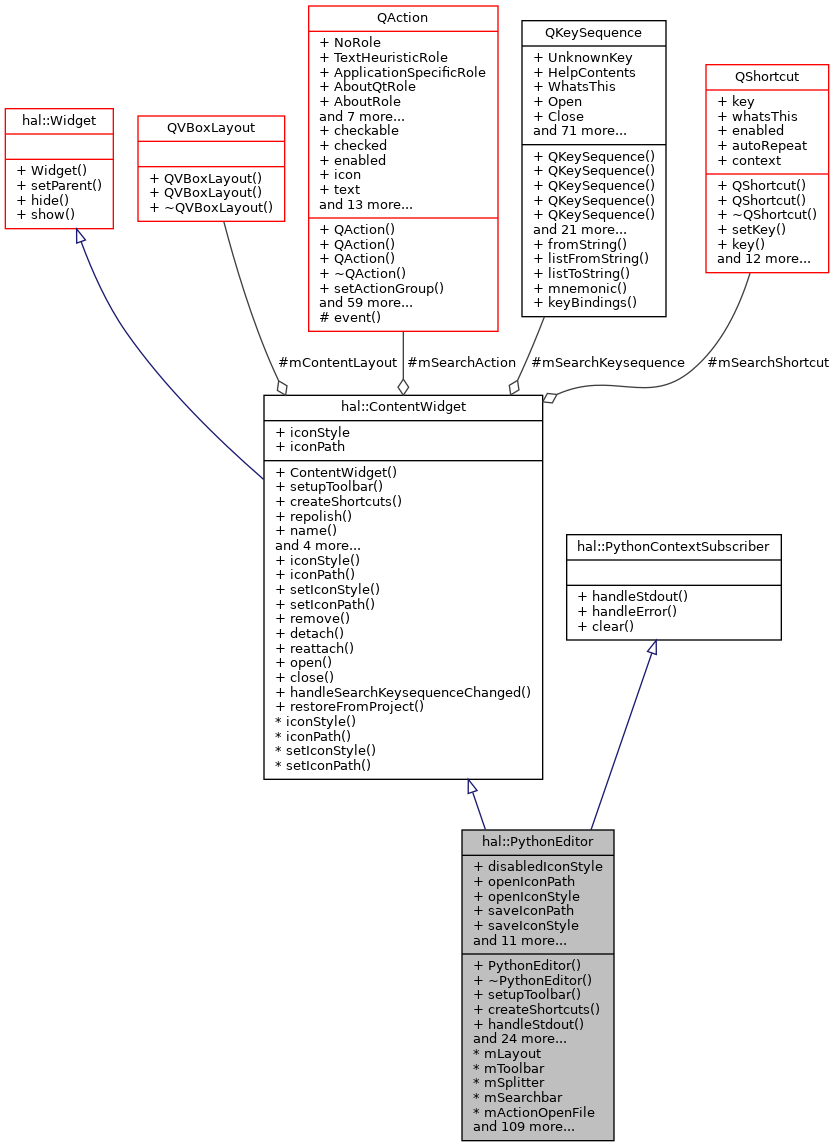 QAction
+ NoRole
+ TextHeuristicRole
+ ApplicationSpecificRole
+ AboutQtRole
+ AboutRole
and 7 more...
+ checkable
+ checked
+ enabled
+ icon
+ text
and 13 more...
+ QAction()
+ QAction()
+ QAction()
+ ~QAction()
+ setActionGroup()
and 59 more...
# event()
QKeySequence
+ UnknownKey
+ HelpContents
+ WhatsThis
+ Open
+ Close
and 71 more...
+ QKeySequence()
+ QKeySequence()
+ QKeySequence()
+ QKeySequence()
+ QKeySequence()
and 21 more...
+ fromString()
+ listFromString()
+ listToString()
+ mnemonic()
+ keyBindings()
QShortcut
+ key
+ whatsThis
+ enabled
+ autoRepeat
+ context
+ QShortcut()
+ QShortcut()
+ ~QShortcut()
+ setKey()
+ key()
and 12 more...
hal::Widget
+ Widget()
+ setParent()
+ hide()
+ show()
QVBoxLayout
+ QVBoxLayout()
+ QVBoxLayout()
+ ~QVBoxLayout()
#mContentLayout
#mSearchAction
#mSearchKeysequence
#mSearchShortcut
hal::ContentWidget
+ iconStyle
+ iconPath
+ ContentWidget()
+ setupToolbar()
+ createShortcuts()
+ repolish()
+ name()
and 4 more...
+ iconStyle()
+ iconPath()
+ setIconStyle()
+ setIconPath()
+ remove()
+ detach()
+ reattach()
+ open()
+ close()
+ handleSearchKeysequenceChanged()
+ restoreFromProject()
* iconStyle()
* iconPath()
* setIconStyle()
* setIconPath()
hal::PythonContextSubscriber
+ handleStdout()
+ handleError()
+ clear()
hal::PythonEditor
+ disabledIconStyle
+ openIconPath
+ openIconStyle
+ saveIconPath
+ saveIconStyle
and 11 more...
+ PythonEditor()
+ ~PythonEditor()
+ setupToolbar()
+ createShortcuts()
+ handleStdout()
and 24 more...
* mLayout
* mToolbar
* mSplitter
* mSearchbar
* mActionOpenFile
and 109 more...